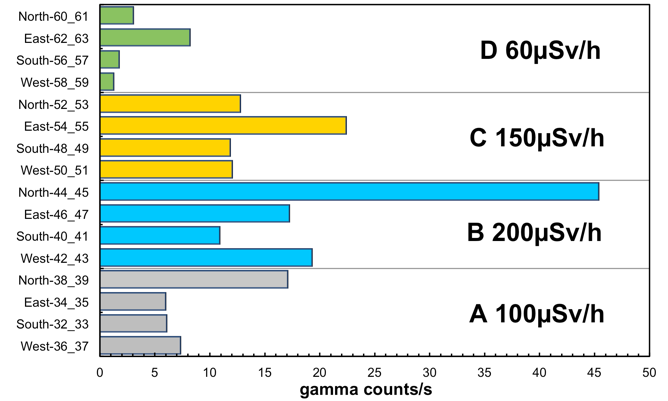 North-60_61
East-62_63
South-56_57
West-58_59
D 60μSv/h
North-52_53
East-54_55
South-48_49
West-50_51
C 150μSv/h
North-44_45
East-46_47
South-40_41
West-42_43
B 200μSv/h
North-38_39
East-34_35
South-32_33
West-36_37
A 100μSv/h
0 5 10 15 20 25 30 35 40 45 50
gamma counts/s